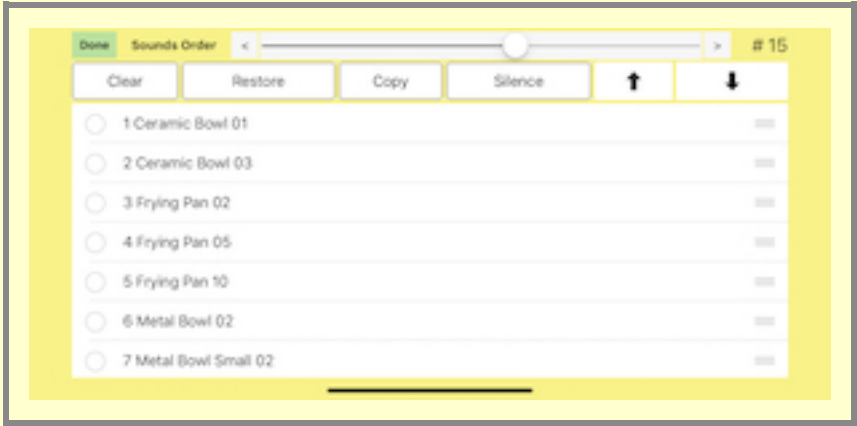 Done Sounds Order < > # 15
Clear Restore Copy Silence ⬆ ⬇
1 Ceramic Bowl 01
2 Ceramic Bowl 03
3 Frying Pan 02
4 Frying Pan 05
5 Frying Pan 10
6 Metal Bowl 02
7 Metal Bowl Small 02